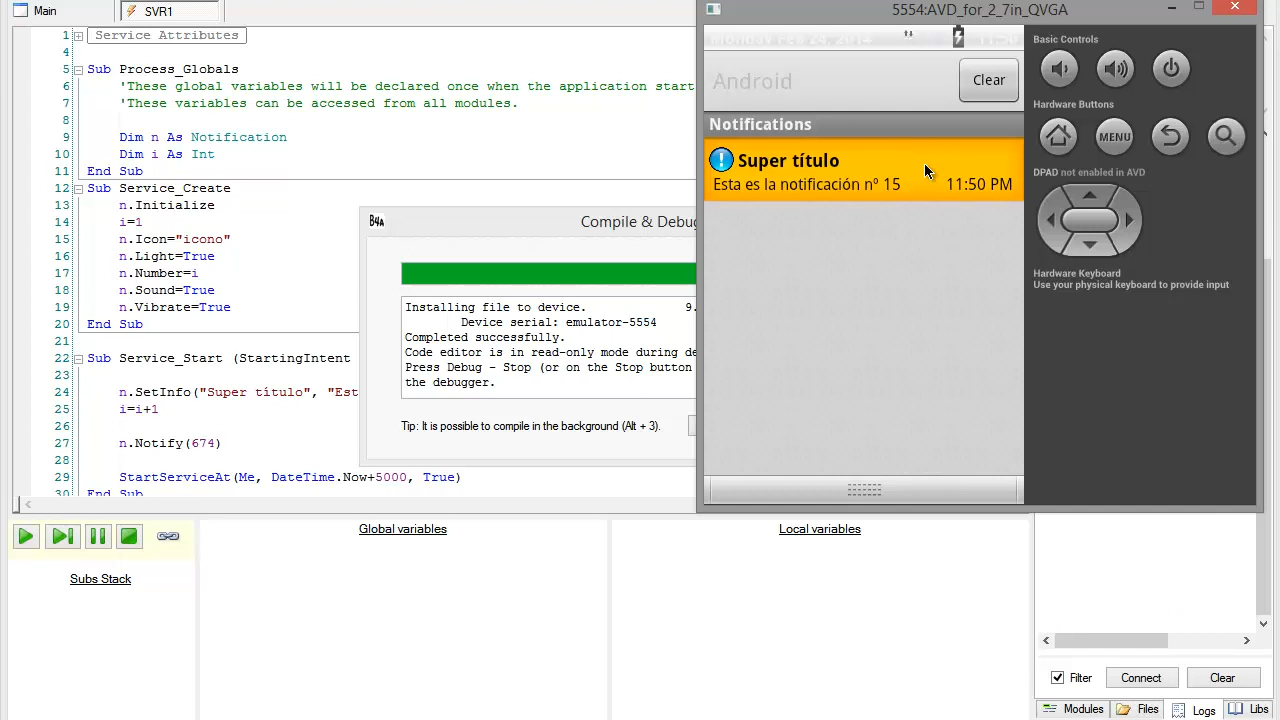 Main
SVR1
1 Service Attributes
4
5 Sub Process_Globals
6 'These global variables will be declared once when the application start
7 'These variables can be accessed from all modules.
8
9 Dim n As Notification
10 Dim i As Int
11 End Sub
12 Sub Service_Create
13 n.Initialize
14 i=1
15 n.Icon="icono"
16 n.Light=True
17 n.Number=i
18 n.Sound=True
19 n.Vibrate=True
20 End Sub
21
22 Sub Service_Start (StartingIntent
23
24 n.SetInfo("Super título", "Est
25 i=i+1
26
27 n.Notify(674)
28
29 StartServiceAt(Me, DateTime.Now+5000, True)
30 End Sub
B4A Compile & Debug
Installing file to device. 9.
Device serial: emulator-5554
Completed successfully.
Code editor is in read-only mode during de
Press Debug - Stop (or on the Stop button
the debugger.
Tip: It is possible to compile in the background (Alt + 3).
5554:AVD_for_2_7in_QVGA
Android
Clear
Notifications
Super título
Esta es la notificación nº 15 11:50 PM
Basic Controls
Hardware Buttons
MENU
DPAD not enabled in AVD
Hardware Keyboard
Use your physical keyboard to provide input
Subs Stack
Global variables
Local variables
Filter
Connect
Clear
Modules
Files
Logs
Libs